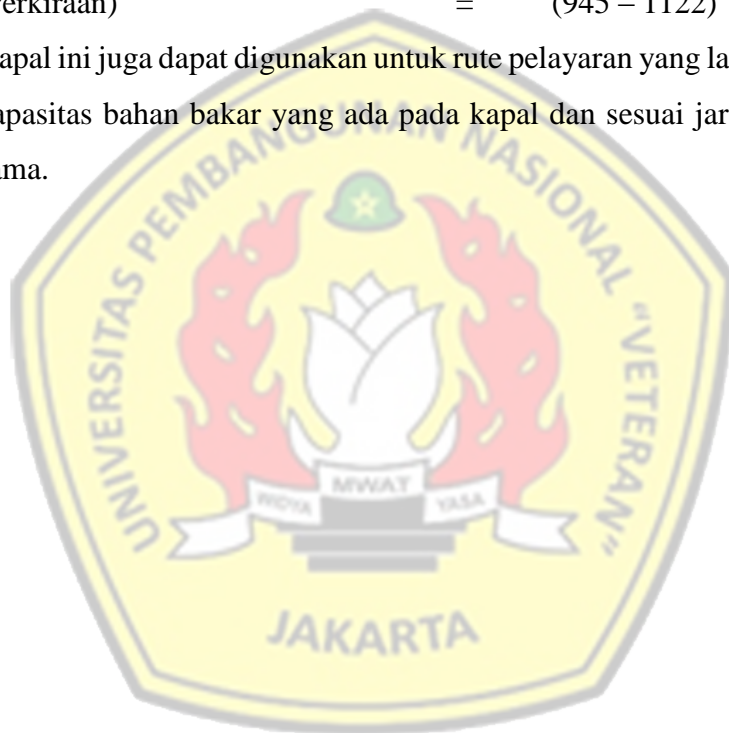 erkiraan) = (945 – 1122)
apal ini juga dapat digunakan untuk rute pelayaran yang la
apasitas bahan bakar yang ada pada kapal dan sesuai jar
ama.
UNIVERSITAS PEMBANGUNAN NASIONAL "VETERAN"
WIDYA MWAT YASA
JAKARTA